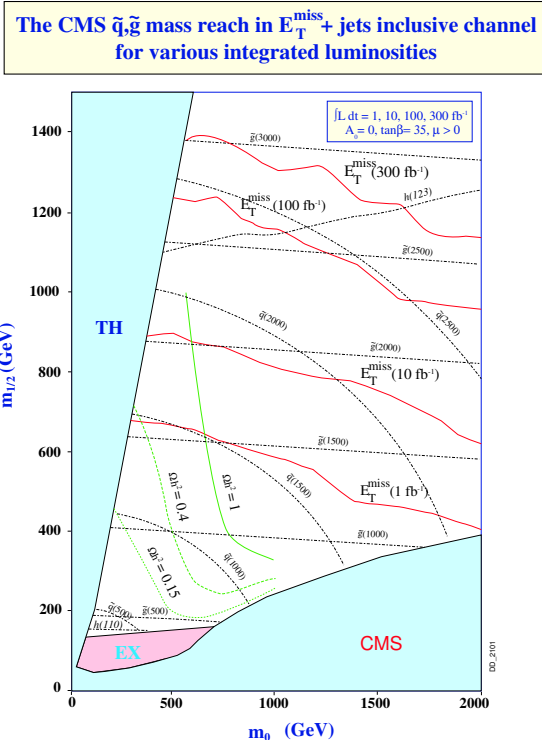 The CMS q̃,g̃ mass reach in E_T^miss + jets inclusive channel
for various integrated luminosities
∫L dt = 1, 10, 100, 300 fb⁻¹
A₀ = 0, tanβ = 35, μ > 0
1400
1200
1000
800
600
400
200
0
m₁/₂ (GeV)
g̃(3000)
E_T^miss (300 fb⁻¹)
h(123)
E_T^miss (100 fb⁻¹)
g̃(2500)
q̃(2500)
TH
q̃(2000)
g̃(2000)
E_T^miss (10 fb⁻¹)
g̃(1500)
q̃(1500)
E_T^miss (1 fb⁻¹)
Ωh² = 0.4
Ωh² = 1
g̃(1000)
Ωh² = 0.15
q̃(1000)
q̃(500)
g̃(500)
h(110)
EX
CMS
DD_2101
0
500
1000
1500
2000
m₀ (GeV)